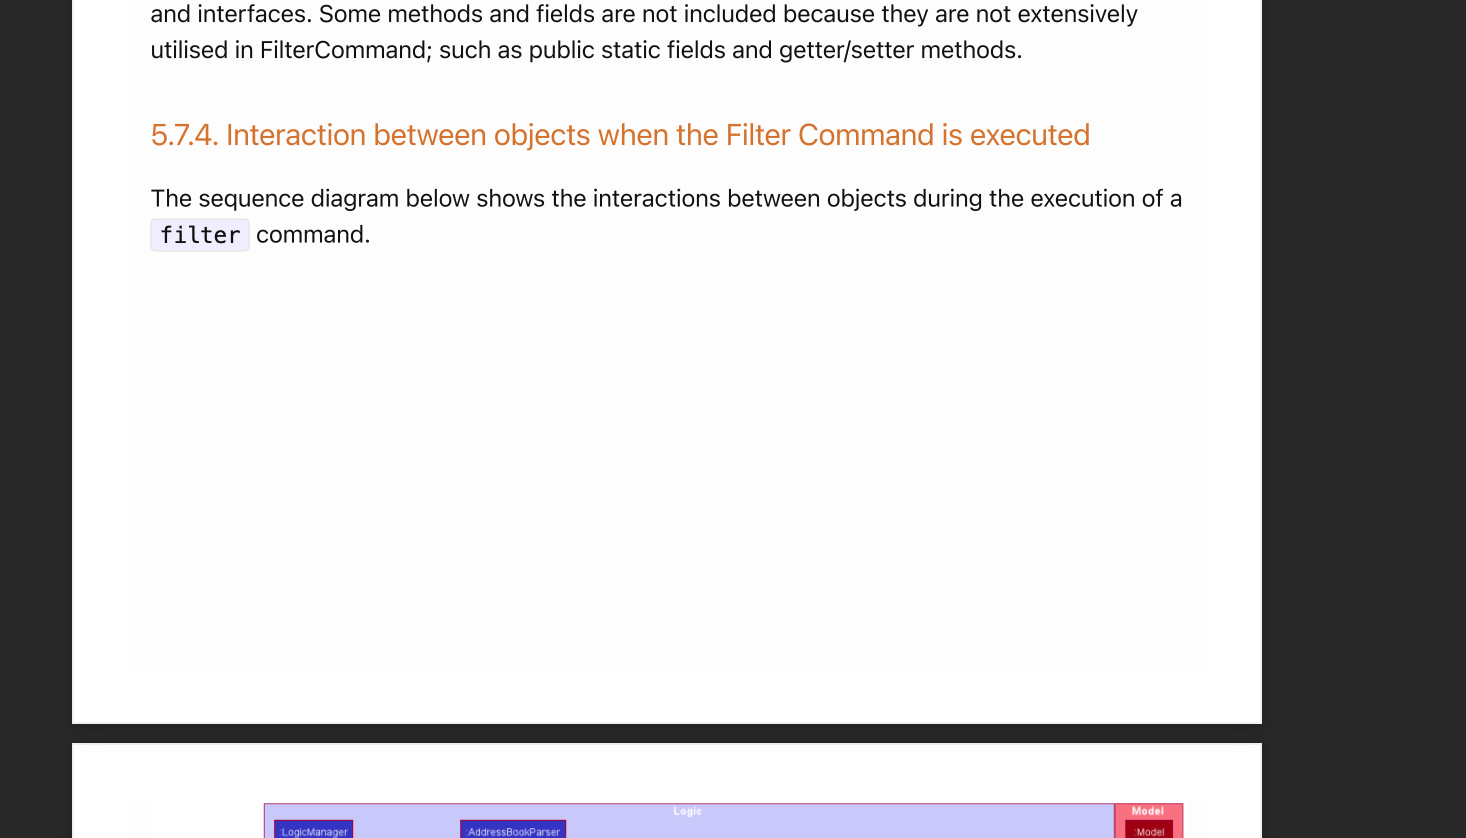 and interfaces. Some methods and fields are not included because they are not extensively
utilised in FilterCommand; such as public static fields and getter/setter methods.
5.7.4. Interaction between objects when the Filter Command is executed
The sequence diagram below shows the interactions between objects during the execution of a
filter command.
Logic
Model
:LogicManager
:AddressBookParser
:Model